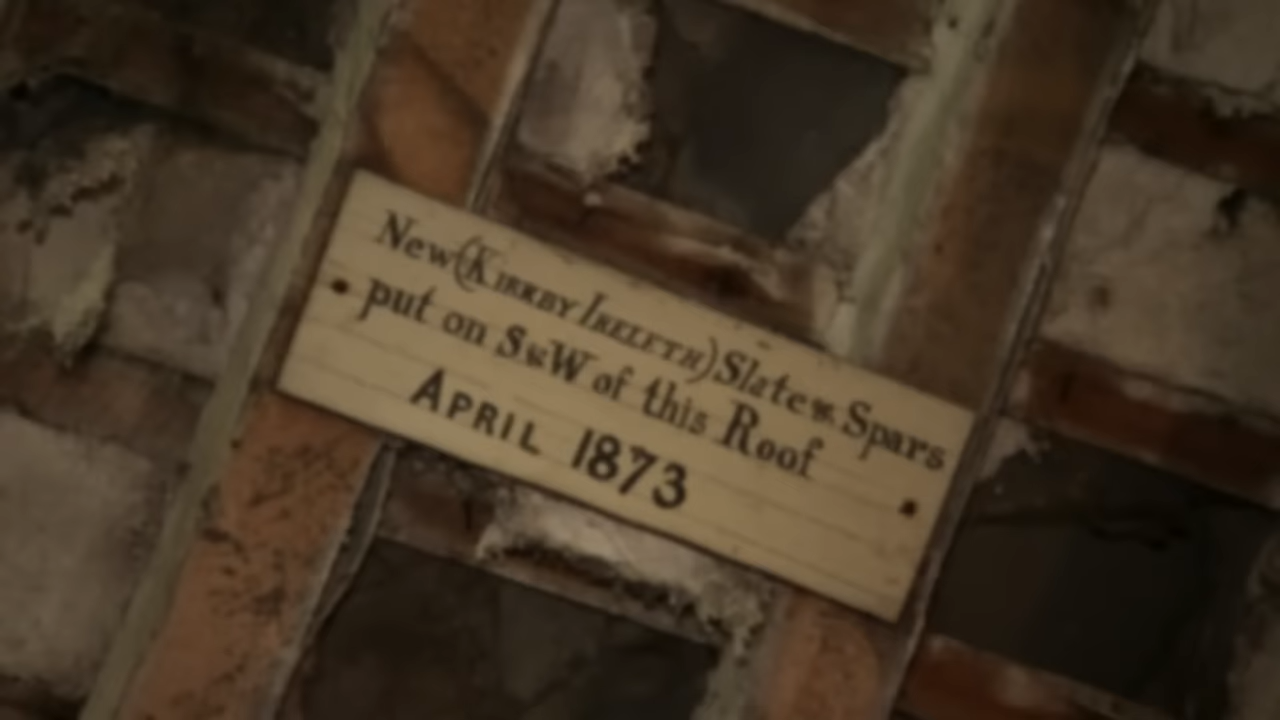 New (KIRKBY IRELETH) Slate & Spars
put on S & W of this Roof
APRIL 1873